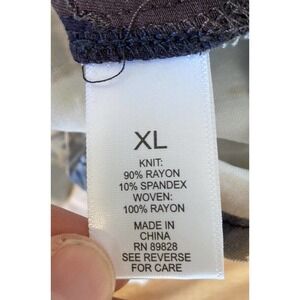 XL
KNIT:
90% RAYON
10% SPANDEX
WOVEN:
100% RAYON
MADE IN
CHINA
RN 89828
SEE REVERSE
FOR CARE